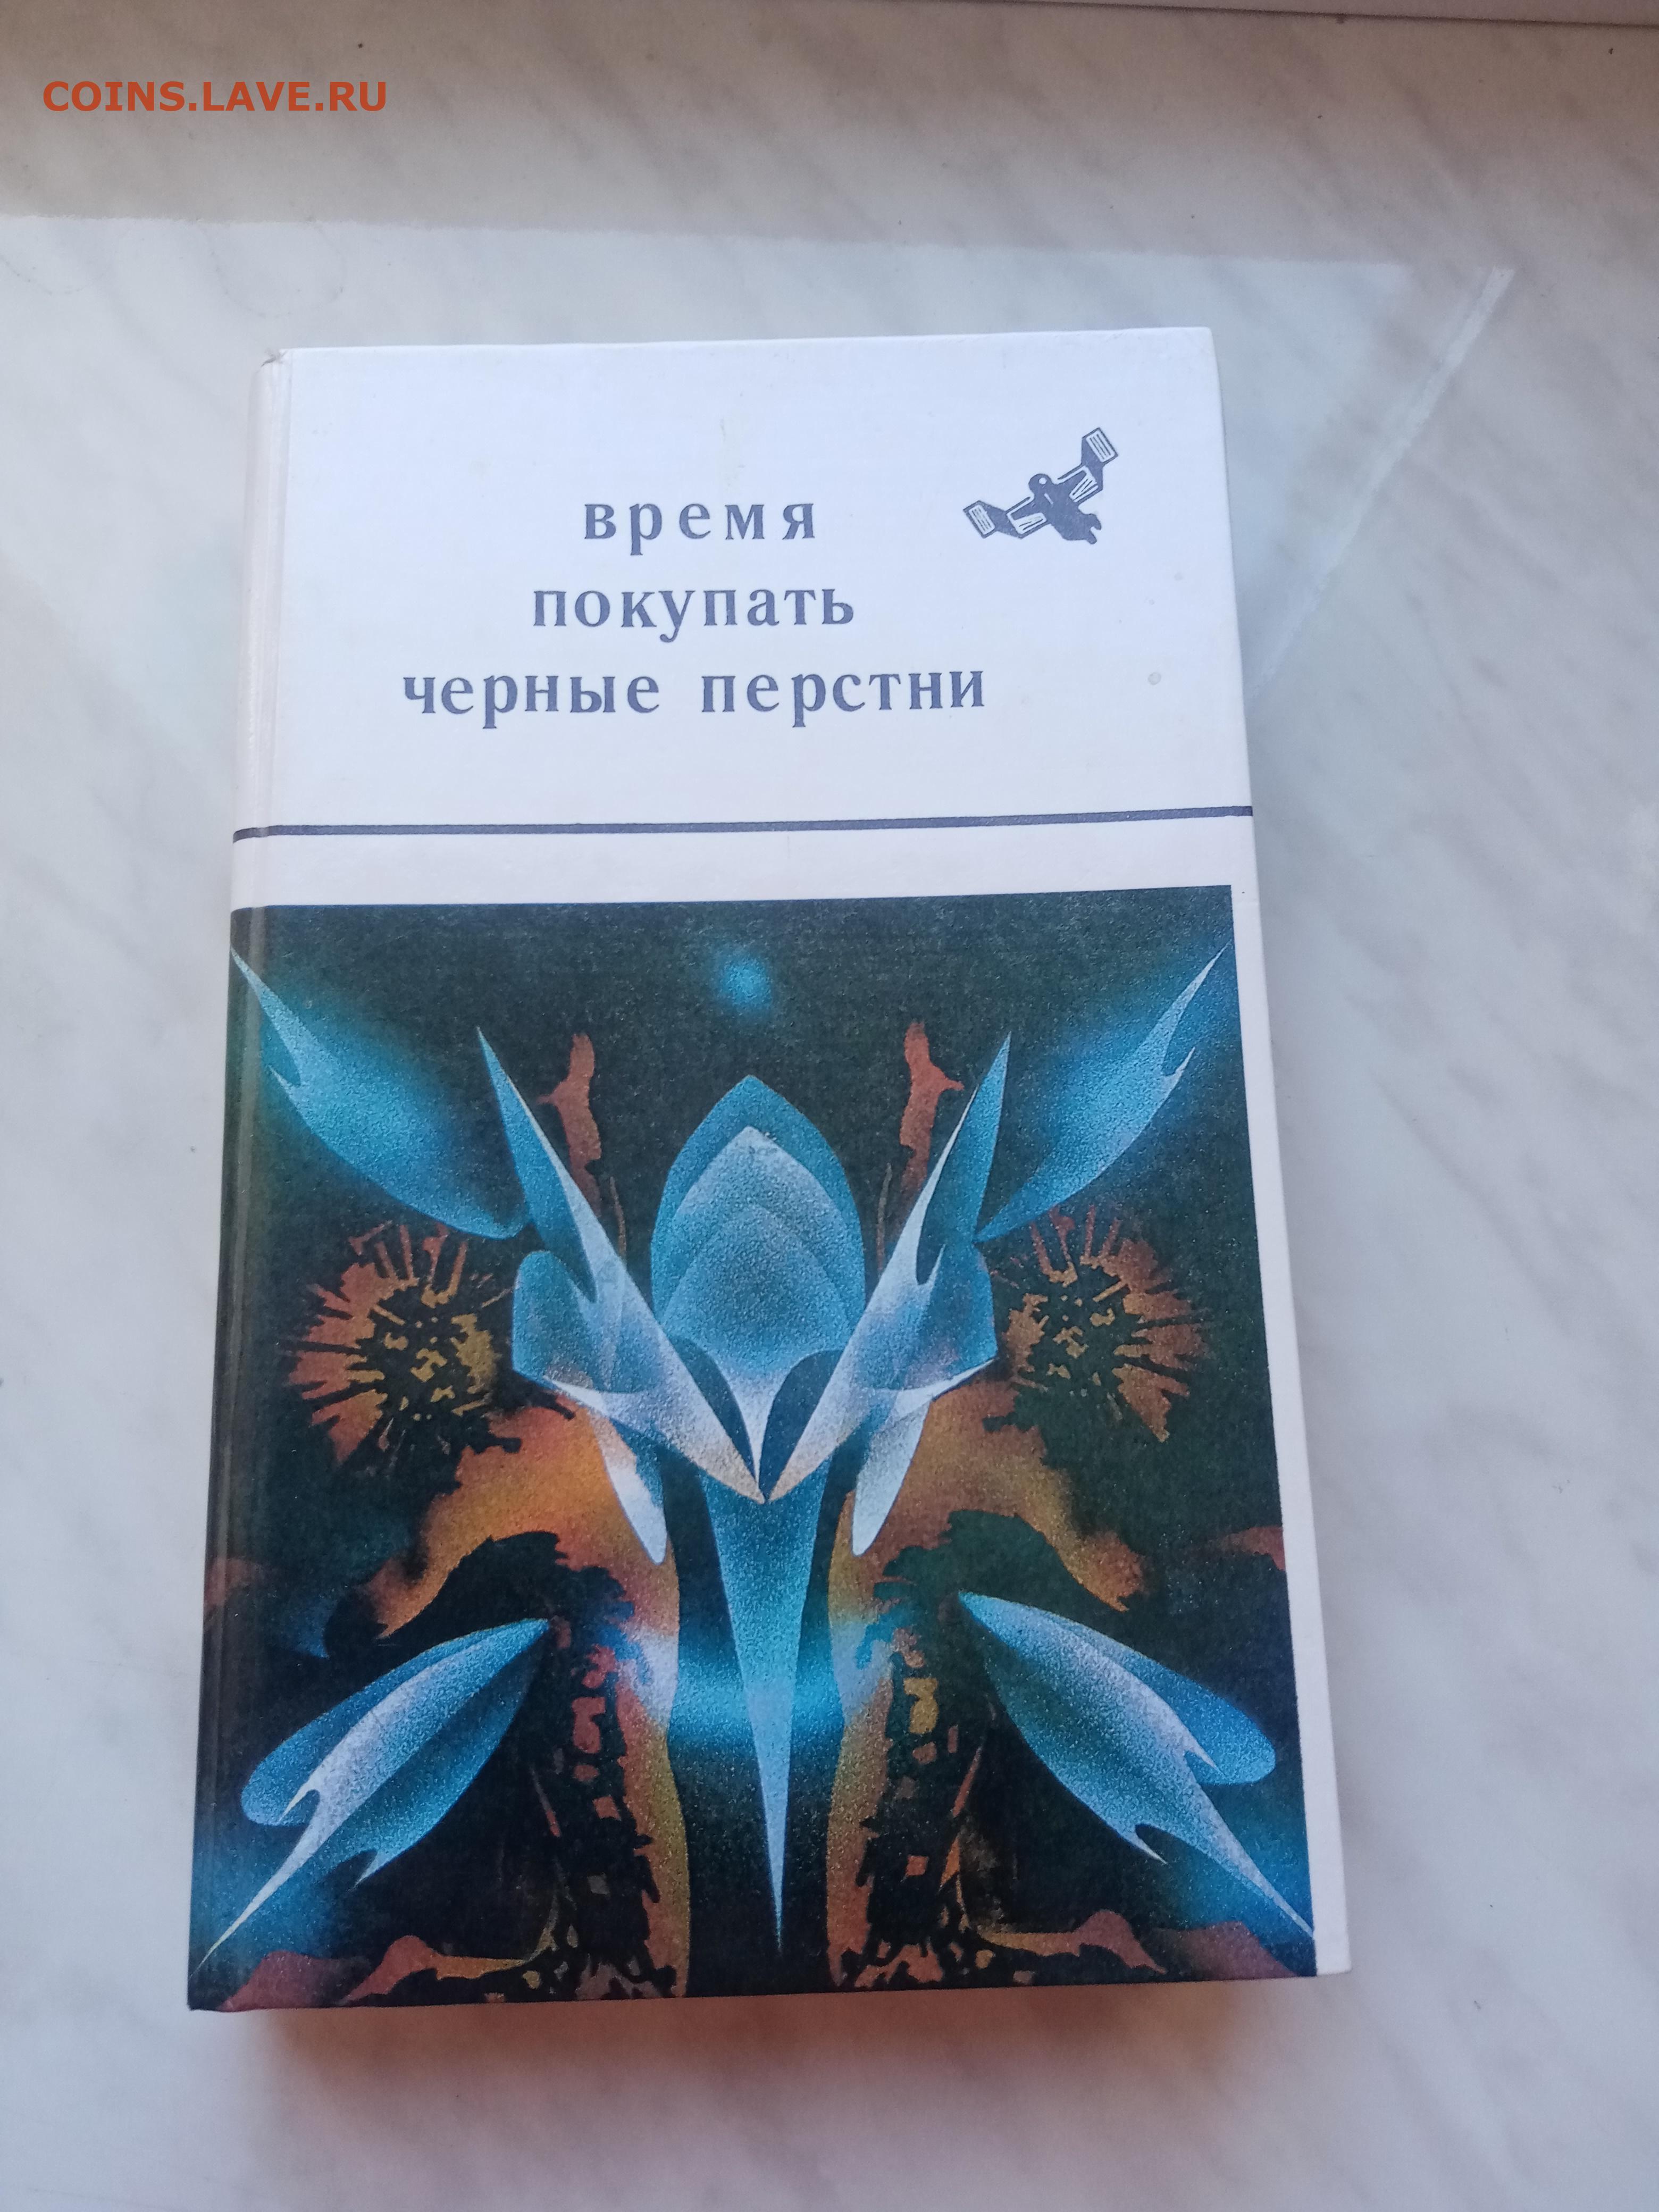 COINS.LAVE.RU
время
покупать
черные перстни